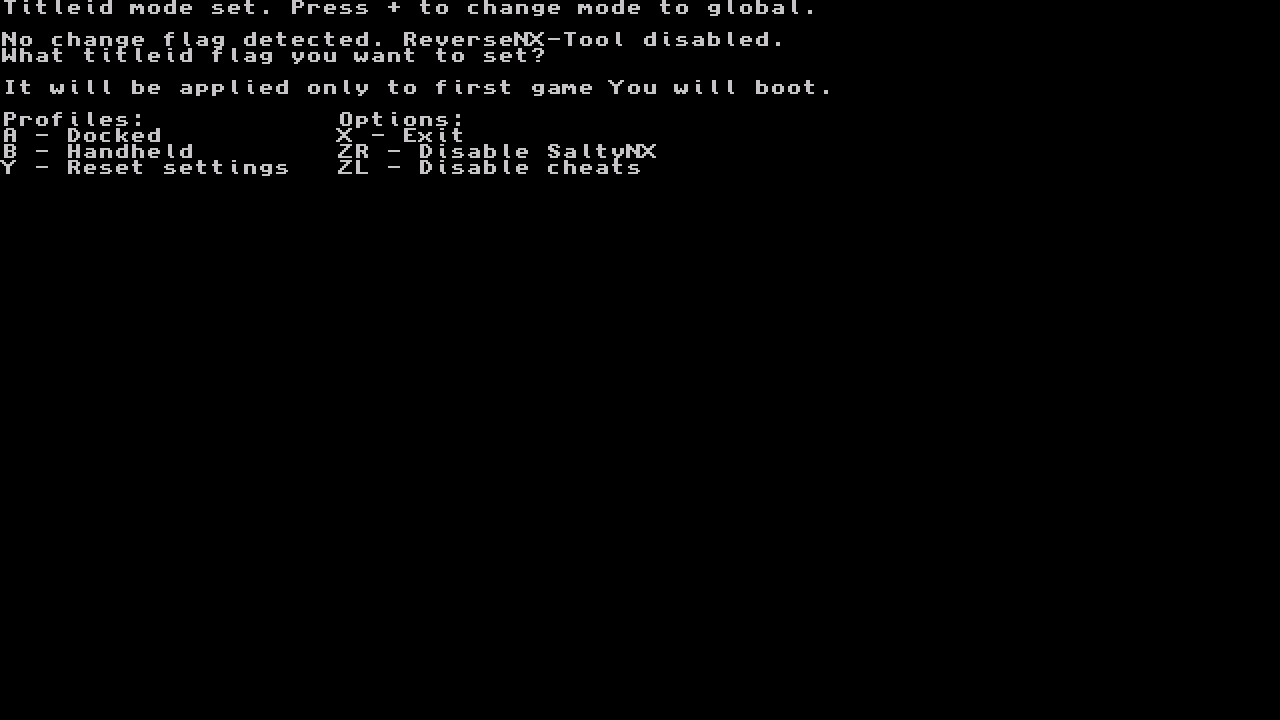 Titleid mode set. Press + to change mode to global.
No change flag detected. ReverseNX-Tool disabled.
What titleid flag you want to set?
It will be applied only to first game You will boot.
Profiles: Options:
A - Docked X - Exit
B - Handheld ZR - Disable SaltyNX
Y - Reset settings ZL - Disable cheats